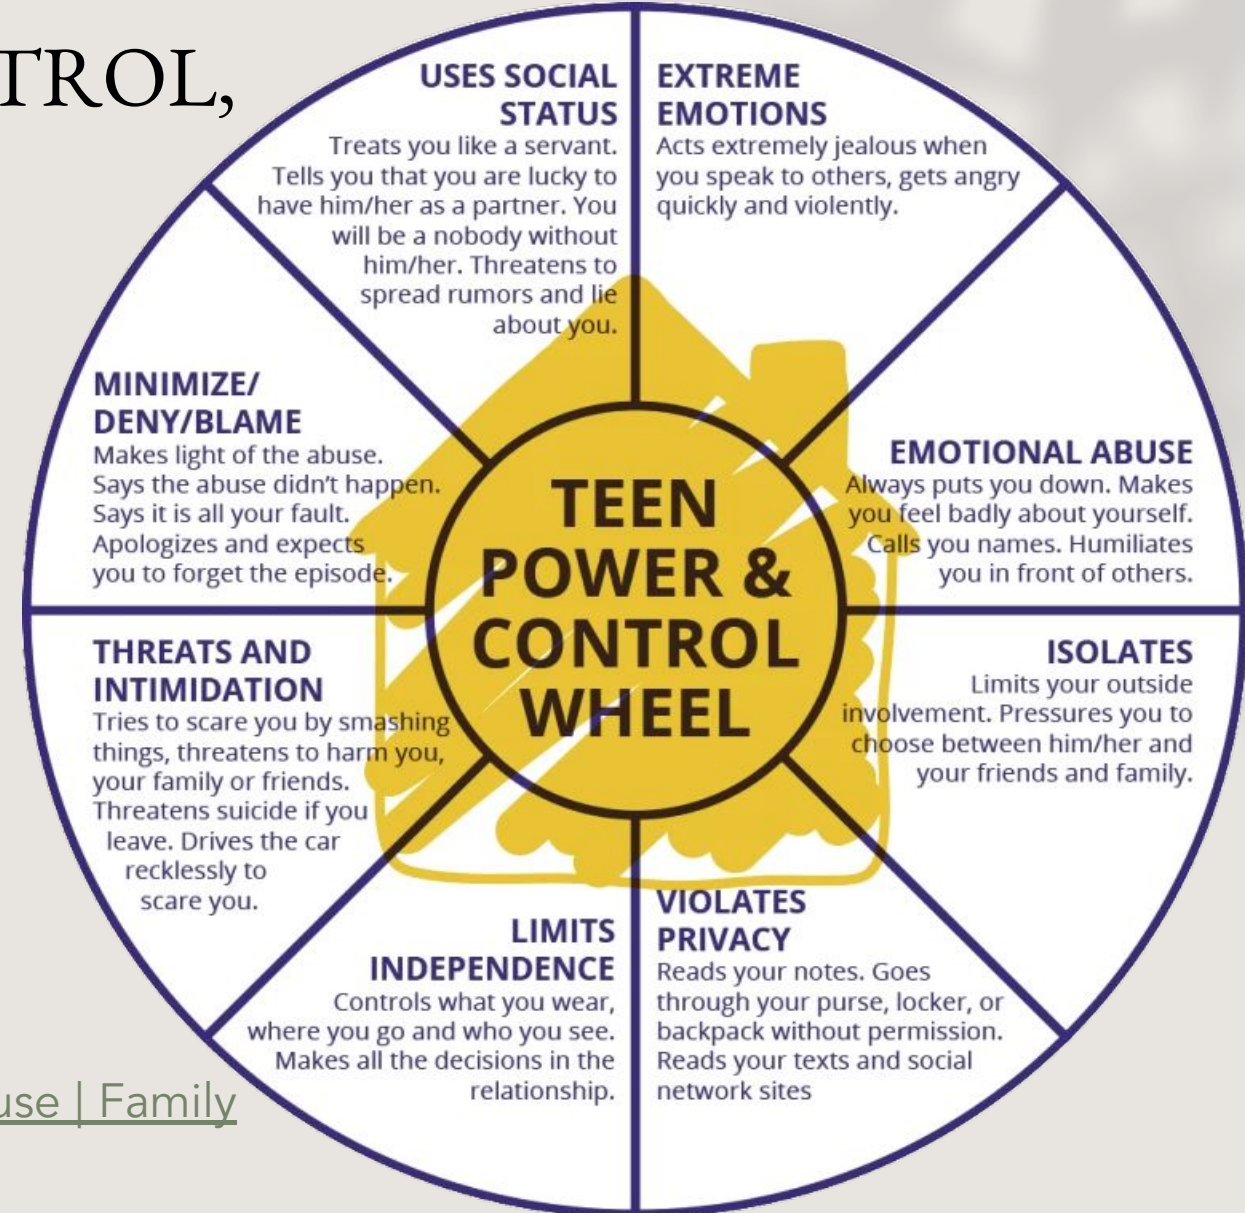 TROL,
USES SOCIAL
STATUS
Treats you like a servant.
Tells you that you are lucky to
have him/her as a partner. You
will be a nobody without
him/her. Threatens to
spread rumors and lie
about you.
EXTREME
EMOTIONS
Acts extremely jealous when
you speak to others, gets angry
quickly and violently.
EMOTIONAL ABUSE
Always puts you down. Makes
you feel badly about yourself.
Calls you names. Humiliates
you in front of others.
ISOLATES
Limits your outside
involvement. Pressures you to
choose between him/her and
your friends and family.
VIOLATES
PRIVACY
Reads your notes. Goes
through your purse, locker, or
backpack without permission.
Reads your texts and social
network sites
LIMITS
INDEPENDENCE
Controls what you wear,
where you go and who you see.
Makes all the decisions in the
relationship.
THREATS AND
INTIMIDATION
Tries to scare you by smashing
things, threatens to harm you,
your family or friends.
Threatens suicide if you
leave. Drives the car
recklessly to
scare you.
MINIMIZE/
DENY/BLAME
Makes light of the abuse.
Says the abuse didn't happen.
Says it is all your fault.
Apologizes and expects
you to forget the episode.
TEEN
POWER &
CONTROL
WHEEL
use | Family